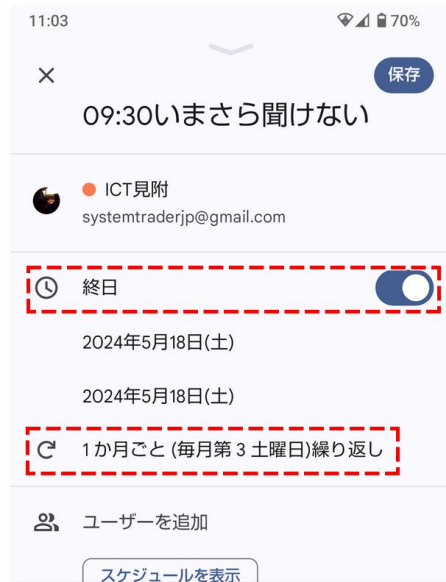 11:03
70%
保存
09:30いまさら聞けない
ICT見附
systemtraderjp@gmail.com
終日
2024年5月18日(土)
2024年5月18日(土)
1か月ごと (毎月第 3 土曜日)繰り返し
ユーザーを追加
スケジュールを表示